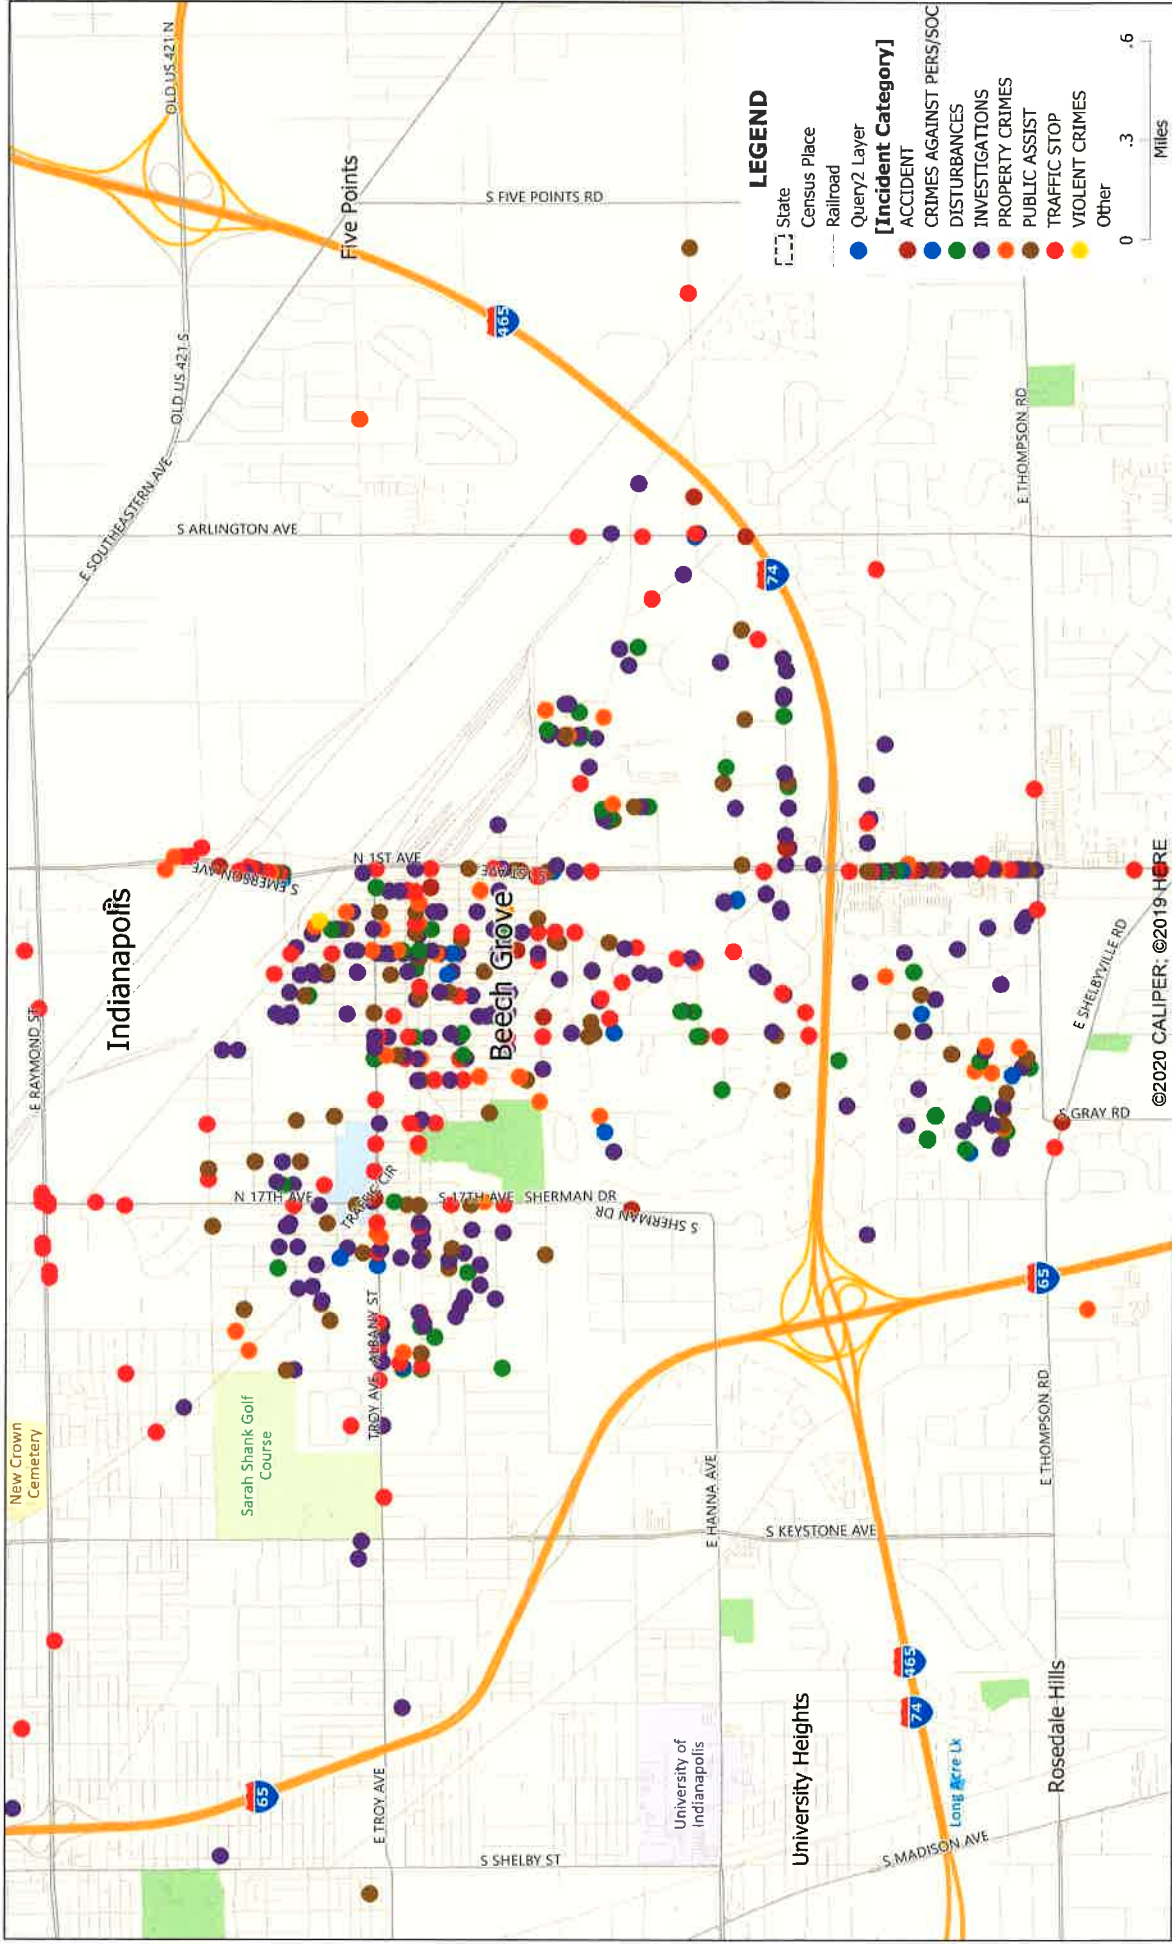 New Crown
Cemetery
E RAYMOND ST
Indianapolis
E SOUTHEASTERN AVE
OLD US 421 S
OLD US 421 N
Sarah Shank Golf
Course
S EMERSON AVE
S ARLINGTON AVE
Five Points
S FIVE POINTS RD
65
E TROY AVE
TROY AVE
ALBANY ST
TRAFFIC CIR
N 17TH AVE
S 17TH AVE
SHERMAN DR
S SHERMAN DR
N 1ST AVE
S 1ST AVE
Beech Grove
465
74
S SHELBY ST
University of
Indianapolis
E HANNA AVE
S KEYSTONE AVE
University Heights
S MADISON AVE
Long Acre Lk
74
465
Rosedale Hills
E THOMPSON RD
65
S GRAY RD
E SHELBYVILLE RD
E THOMPSON RD
LEGEND
State
Census Place
Railroad
Query2 Layer
[Incident Category]
ACCIDENT
CRIMES AGAINST PERS/SOC
DISTURBANCES
INVESTIGATIONS
PROPERTY CRIMES
PUBLIC ASSIST
TRAFFIC STOP
VIOLENT CRIMES
Other
0 .3 .6
Miles
©2020 CALIPER; ©2019 HERE